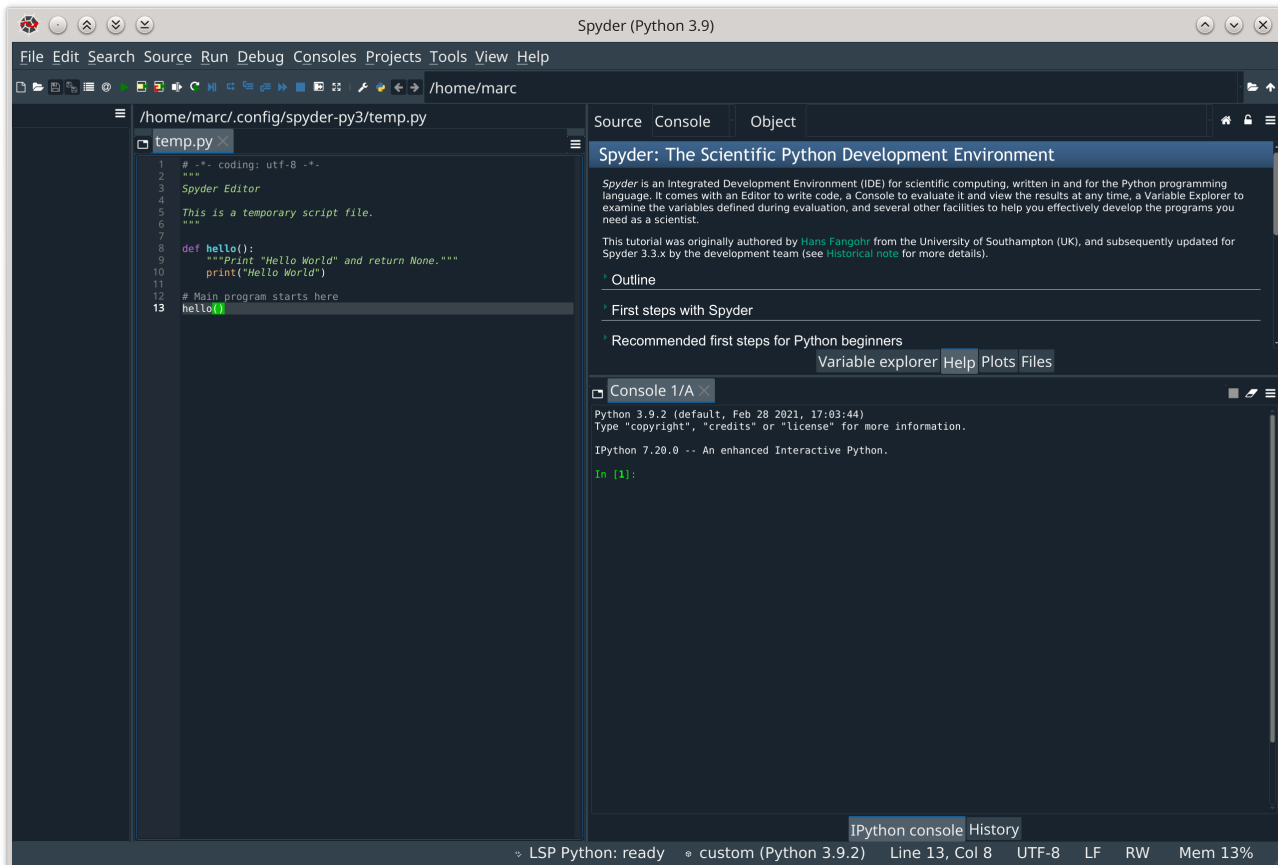 Spyder (Python 3.9)
File Edit Search Source Run Debug Consoles Projects Tools View Help
/home/marc
/home/marc/.config/spyder-py3/temp.py
temp.py
1 # -*- coding: utf-8 -*-
2 """
3 Spyder Editor
4
5 This is a temporary script file.
6 """
7
8 def hello():
9     """Print "Hello World" and return None."""
10     print("Hello World")
11
12 # Main program starts here
13 hello()
Source Console Object
Spyder: The Scientific Python Development Environment
Spyder is an Integrated Development Environment (IDE) for scientific computing, written in and for the Python programming
language. It comes with an Editor to write code, a Console to evaluate it and view the results at any time, a Variable Explorer to
examine the variables defined during evaluation, and several other facilities to help you effectively develop the programs you
need as a scientist.
This tutorial was originally authored by Hans Fangohr from the University of Southampton (UK), and subsequently updated for
Spyder 3.3.x by the development team (see Historical note for more details).
Outline
First steps with Spyder
Recommended first steps for Python beginners
Variable explorer Help Plots Files
Console 1/A
Python 3.9.2 (default, Feb 28 2021, 17:03:44)
Type "copyright", "credits" or "license" for more information.
IPython 7.20.0 -- An enhanced Interactive Python.
In [1]:
IPython console History
LSP Python: ready custom (Python 3.9.2) Line 13, Col 8 UTF-8 LF RW Mem 13%